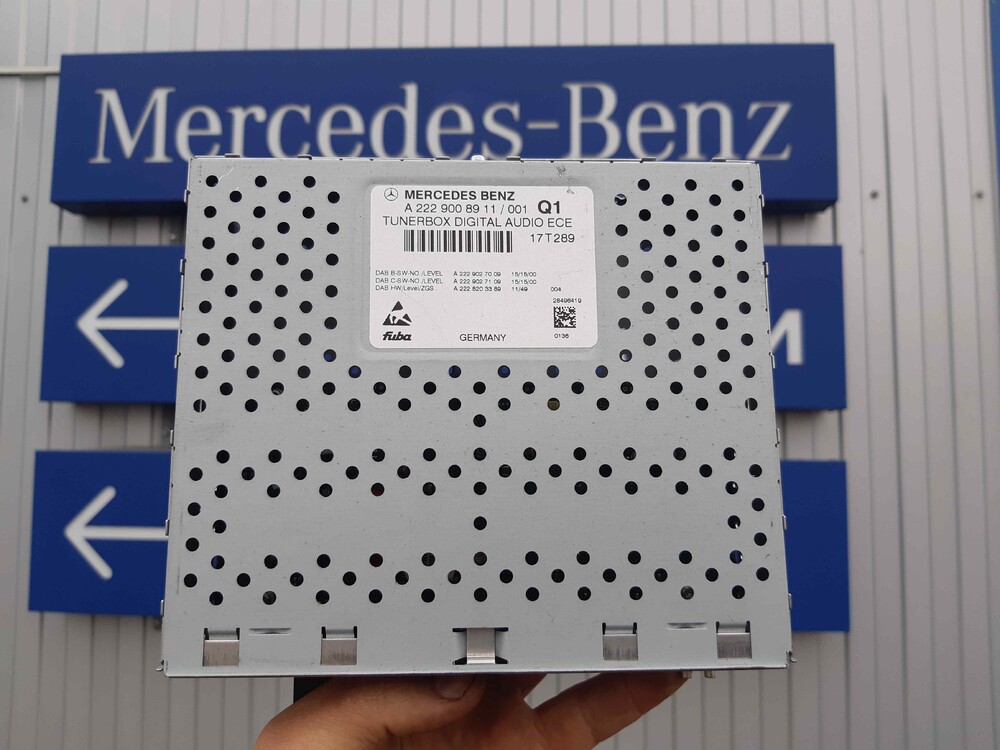 Mercedes-Benz
MERCEDES BENZ
A 222 900 89 11 / 001 Q1
TUNERBOX DIGITAL AUDIO ECE
17T289
DAB B-SW-NO./LEVEL A 222 902 70 09 15/15/00
DAB C-SW-NO./LEVEL A 222 902 71 09 15/15/00
DAB HW/Level/ZGS A 222 820 33 89 11/49 004
28496419
fuba GERMANY 0136